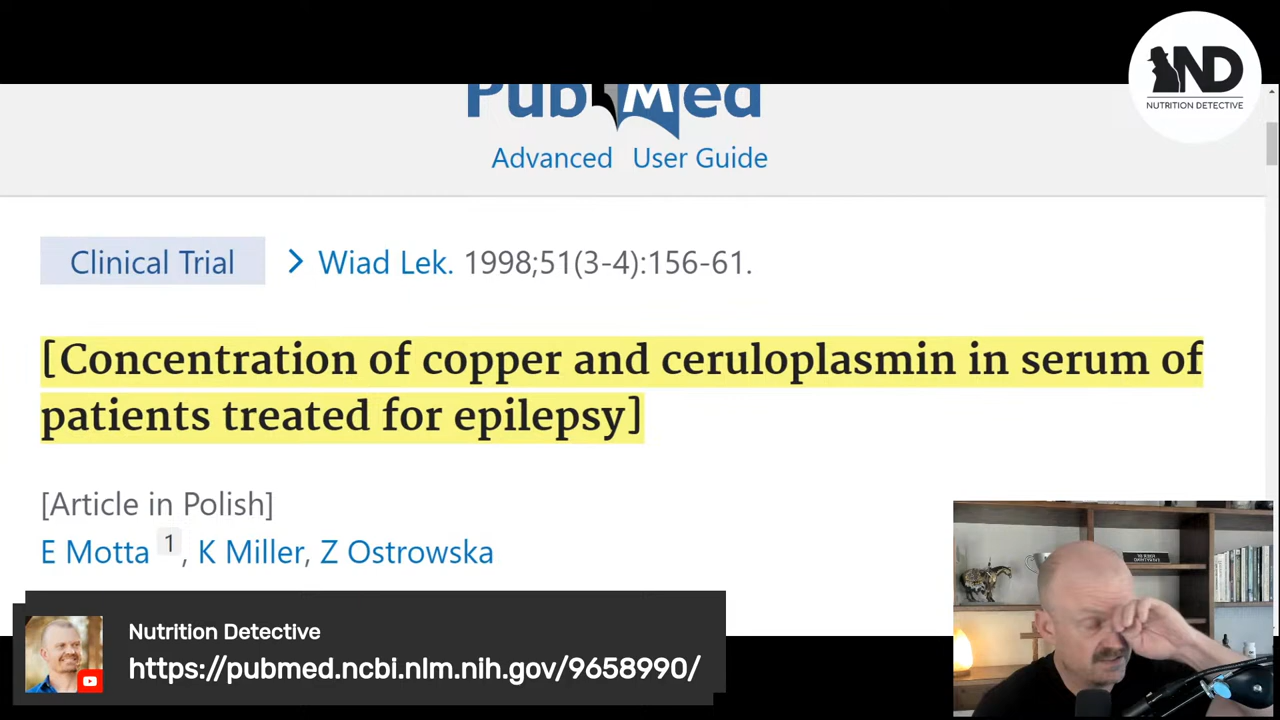 PubMed
ND
NUTRITION DETECTIVE
Advanced User Guide
Clinical Trial > Wiad Lek. 1998;51(3-4):156-61.
[Concentration of copper and ceruloplasmin in serum of
patients treated for epilepsy]
[Article in Polish]
E Motta 1, K Miller, Z Ostrowska
Nutrition Detective
https://pubmed.ncbi.nlm.nih.gov/9658990/